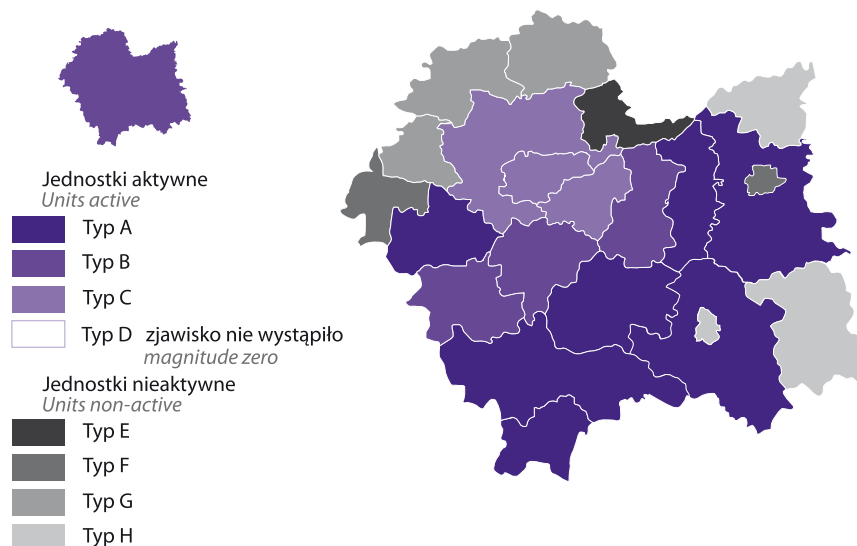 Jednostki aktywne
Units active
Typ A
Typ B
Typ C
Typ D zjawisko nie wystąpiło
magnitude zero
Jednostki nieaktywne
Units non-active
Typ E
Typ F
Typ G
Typ H